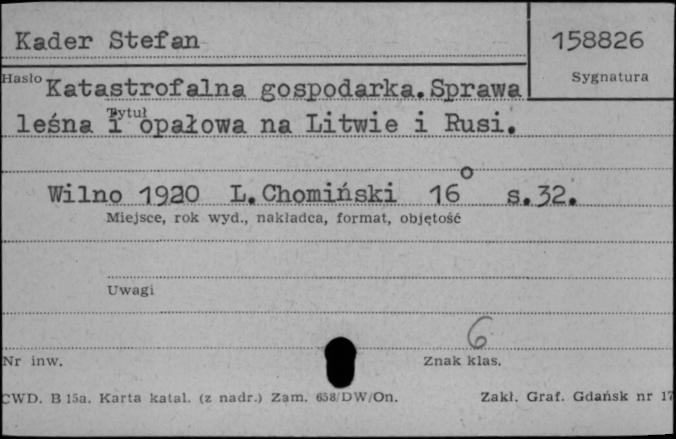 Kader Stefan
158826
Hasło
Sygnatura
Katastrofalna gospodarka.Sprawa
Tytuł
leśna i opałowa na Litwie i Rusi.
Wilno 1920 L.Chomiński 16° s.32.
Miejsce, rok wyd., nakładca, format, objętość
Uwagi
6
Nr inw.
Znak klas.
CWD. B 15a. Karta katal. (z nadr.) Zam. 658/DW/On.
Zakł. Graf. Gdańsk nr 17